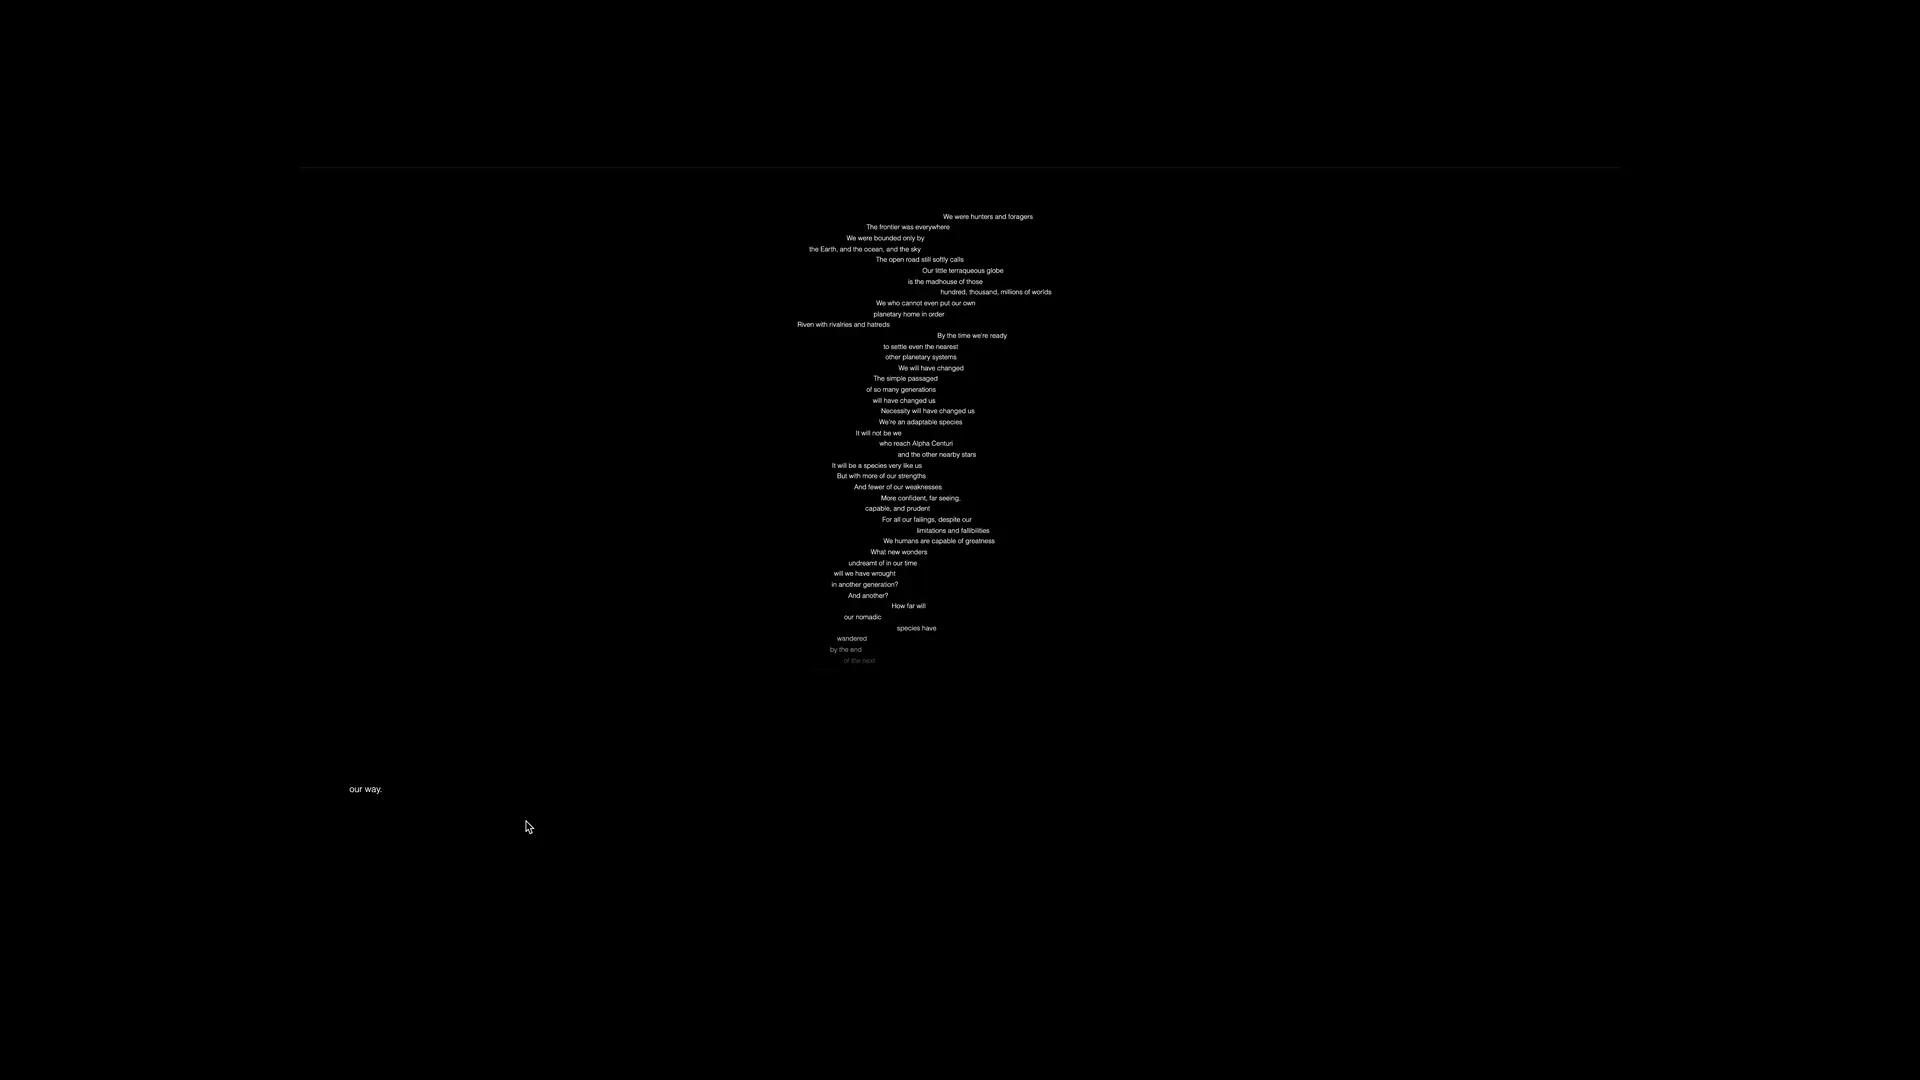 We were hunters and foragers
The frontier was everywhere
We were bounded only by
the Earth, and the ocean, and the sky
The open road still softly calls
Our little terraqueous globe
is the madhouse of those
hundred, thousand, millions of worlds
We who cannot even put our own
planetary home in order
Riven with rivalries and hatreds
By the time we're ready
to settle even the nearest
other planetary systems
We will have changed
The simple passaged
of so many generations
will have changed us
Necessity will have changed us
We're an adaptable species
It will not be we
who reach Alpha Centuri
and the other nearby stars
It will be a species very like us
But with more of our strengths
And fewer of our weaknesses
More confident, far seeing,
capable, and prudent
For all our failings, despite our
limitations and fallibilities
We humans are capable of greatness
What new wonders
undreamt of in our time
will we have wrought
in another generation?
And another?
How far will
our nomadic
species have
wandered
by the end
of the next
our way.